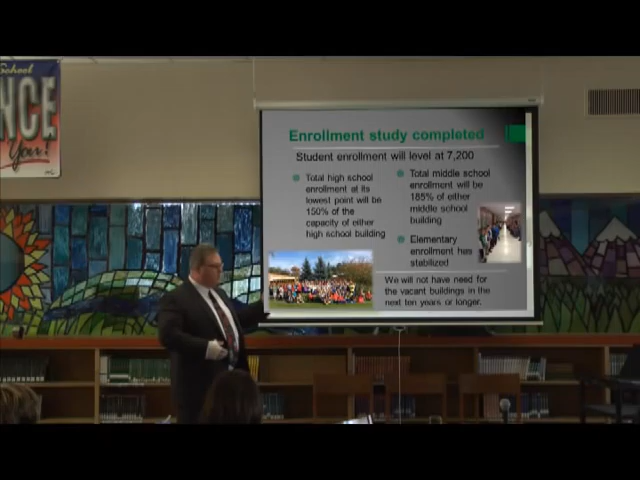 School
NCE
You!
Enrollment study completed
Student enrollment will level at 7,200
Total high school
enrollment at its
lowest point will be
150% of the
capacity of either
high school building
Total middle school
enrollment will be
185% of either
middle school
building
Elementary
enrollment has
stabilized
We will not have need for
the vacant buildings in the
next ten years or longer.